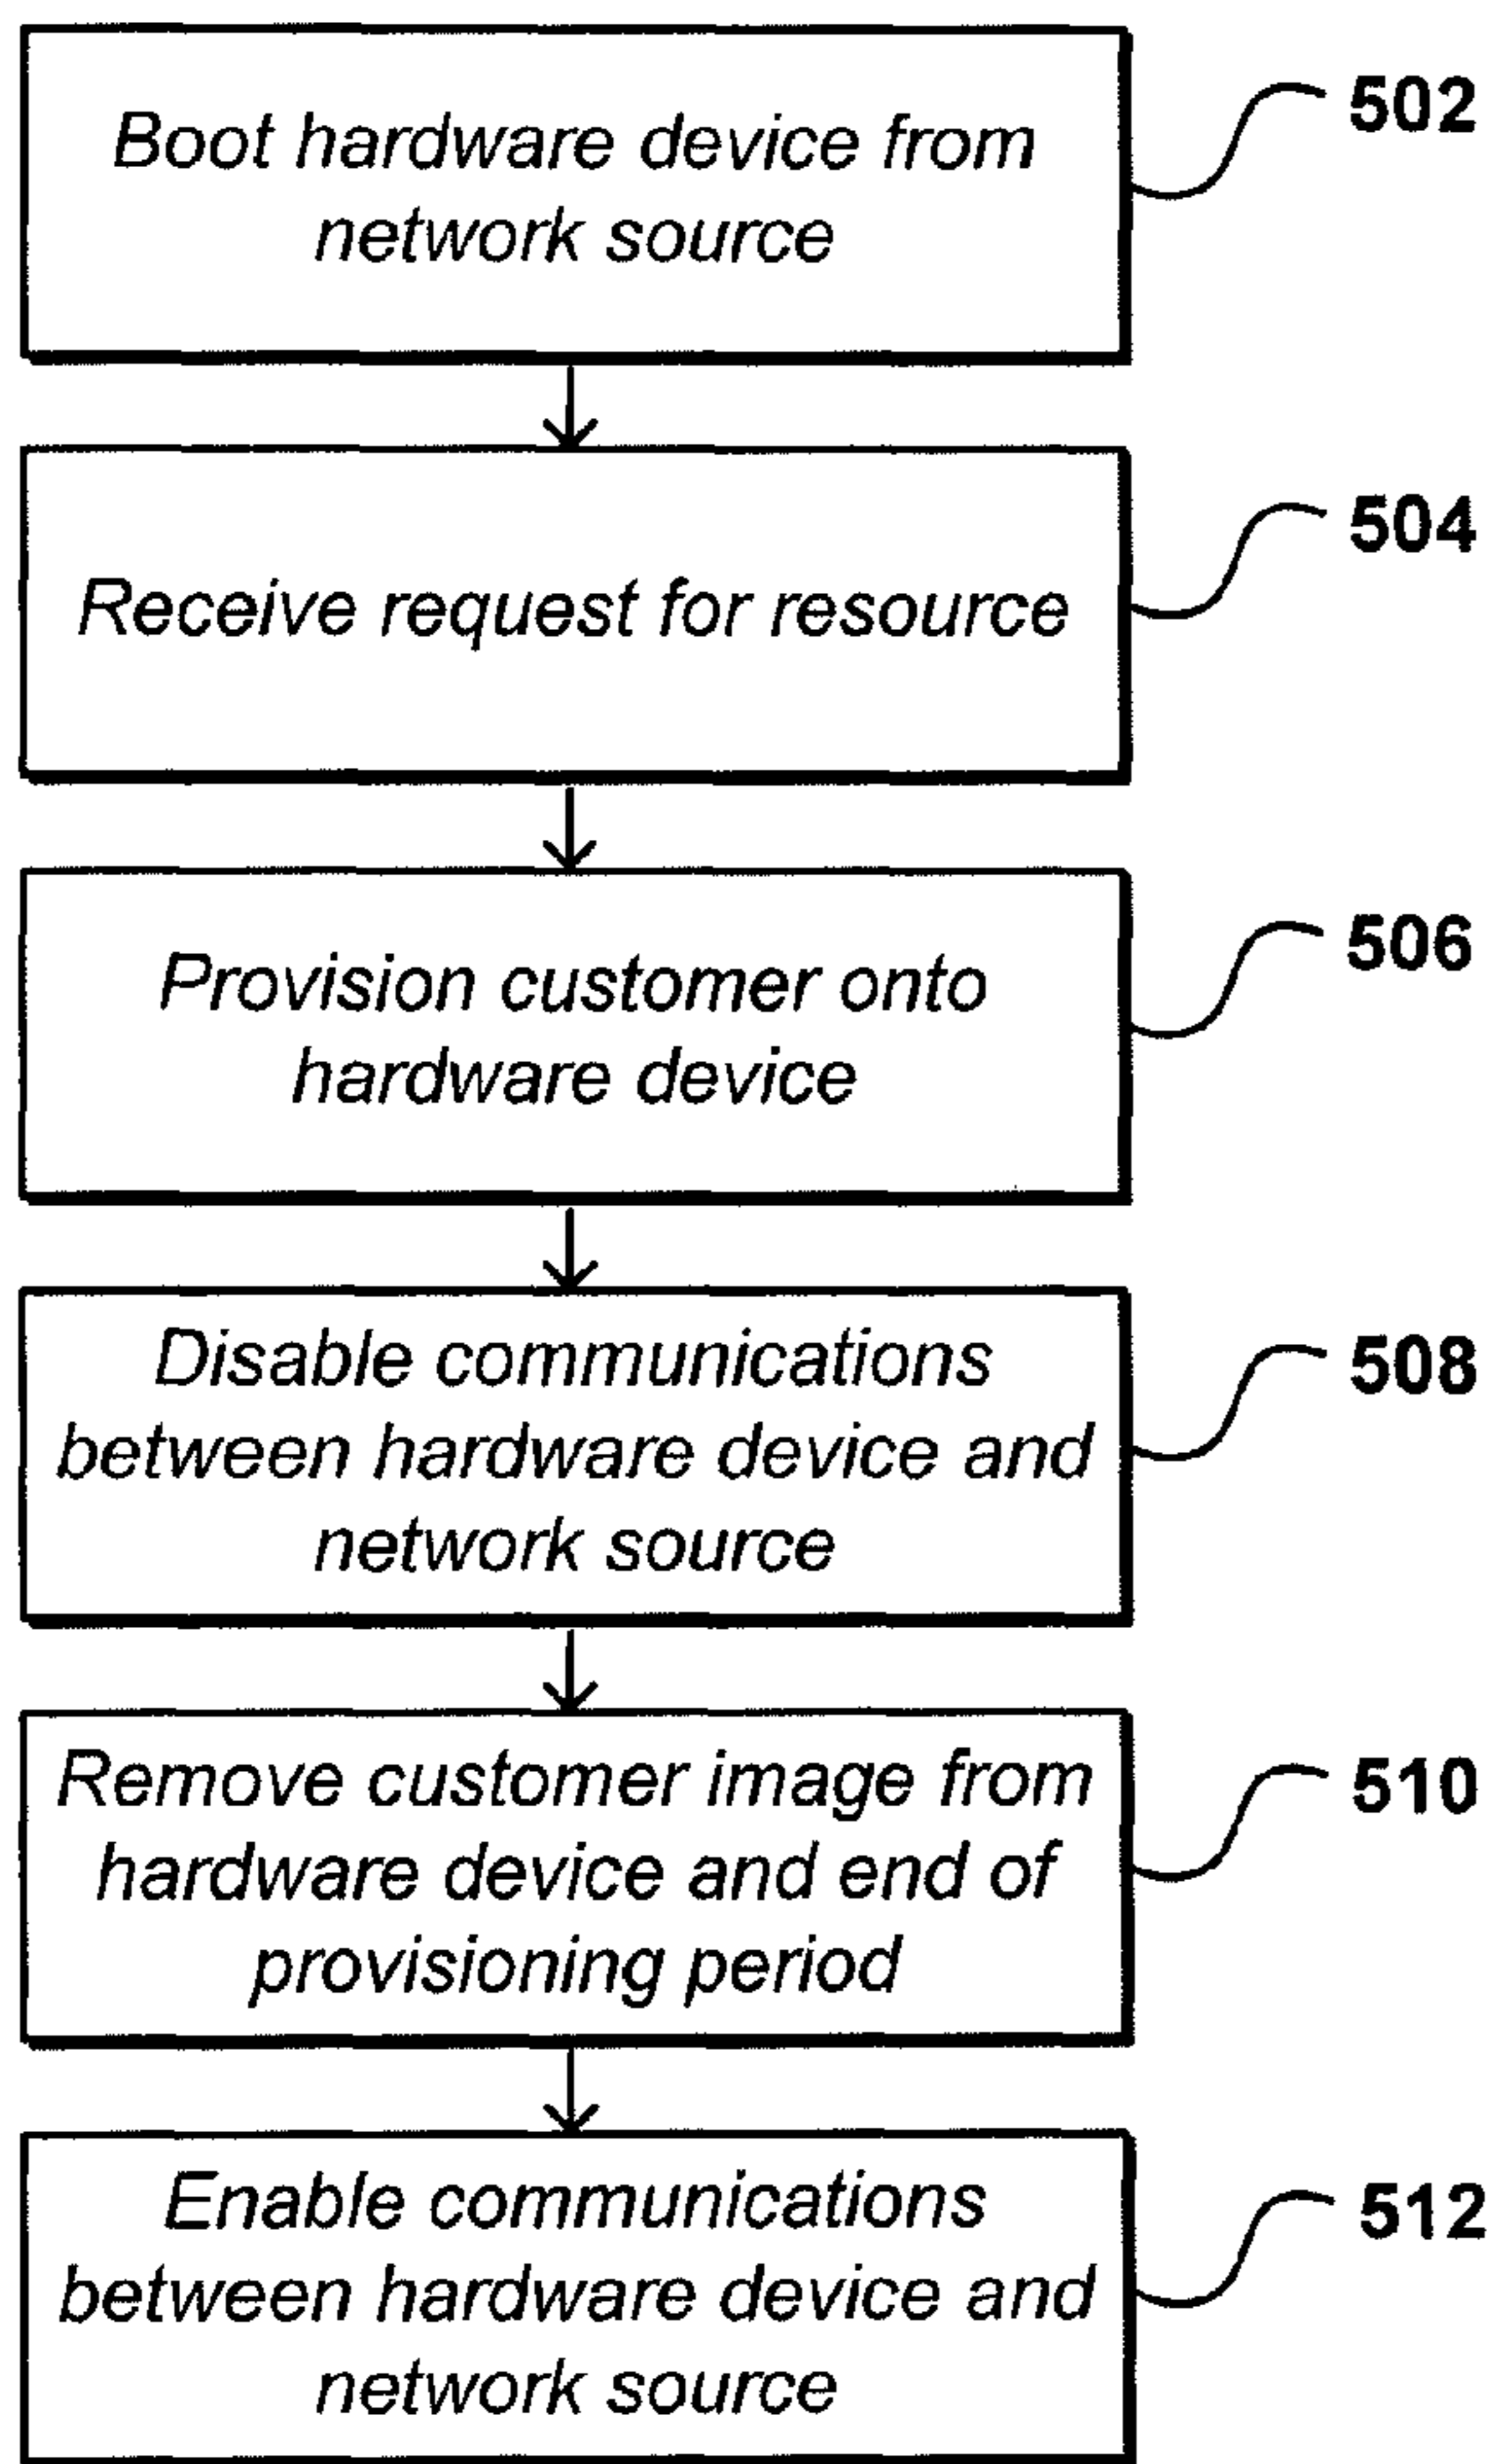 Boot hardware device from
network source
502
Receive request for resource
504
Provision customer onto
hardware device
506
Disable communications
between hardware device and
network source
508
Remove customer image from
hardware device and end of
provisioning period
510
Enable communications
between hardware device and
network source
512